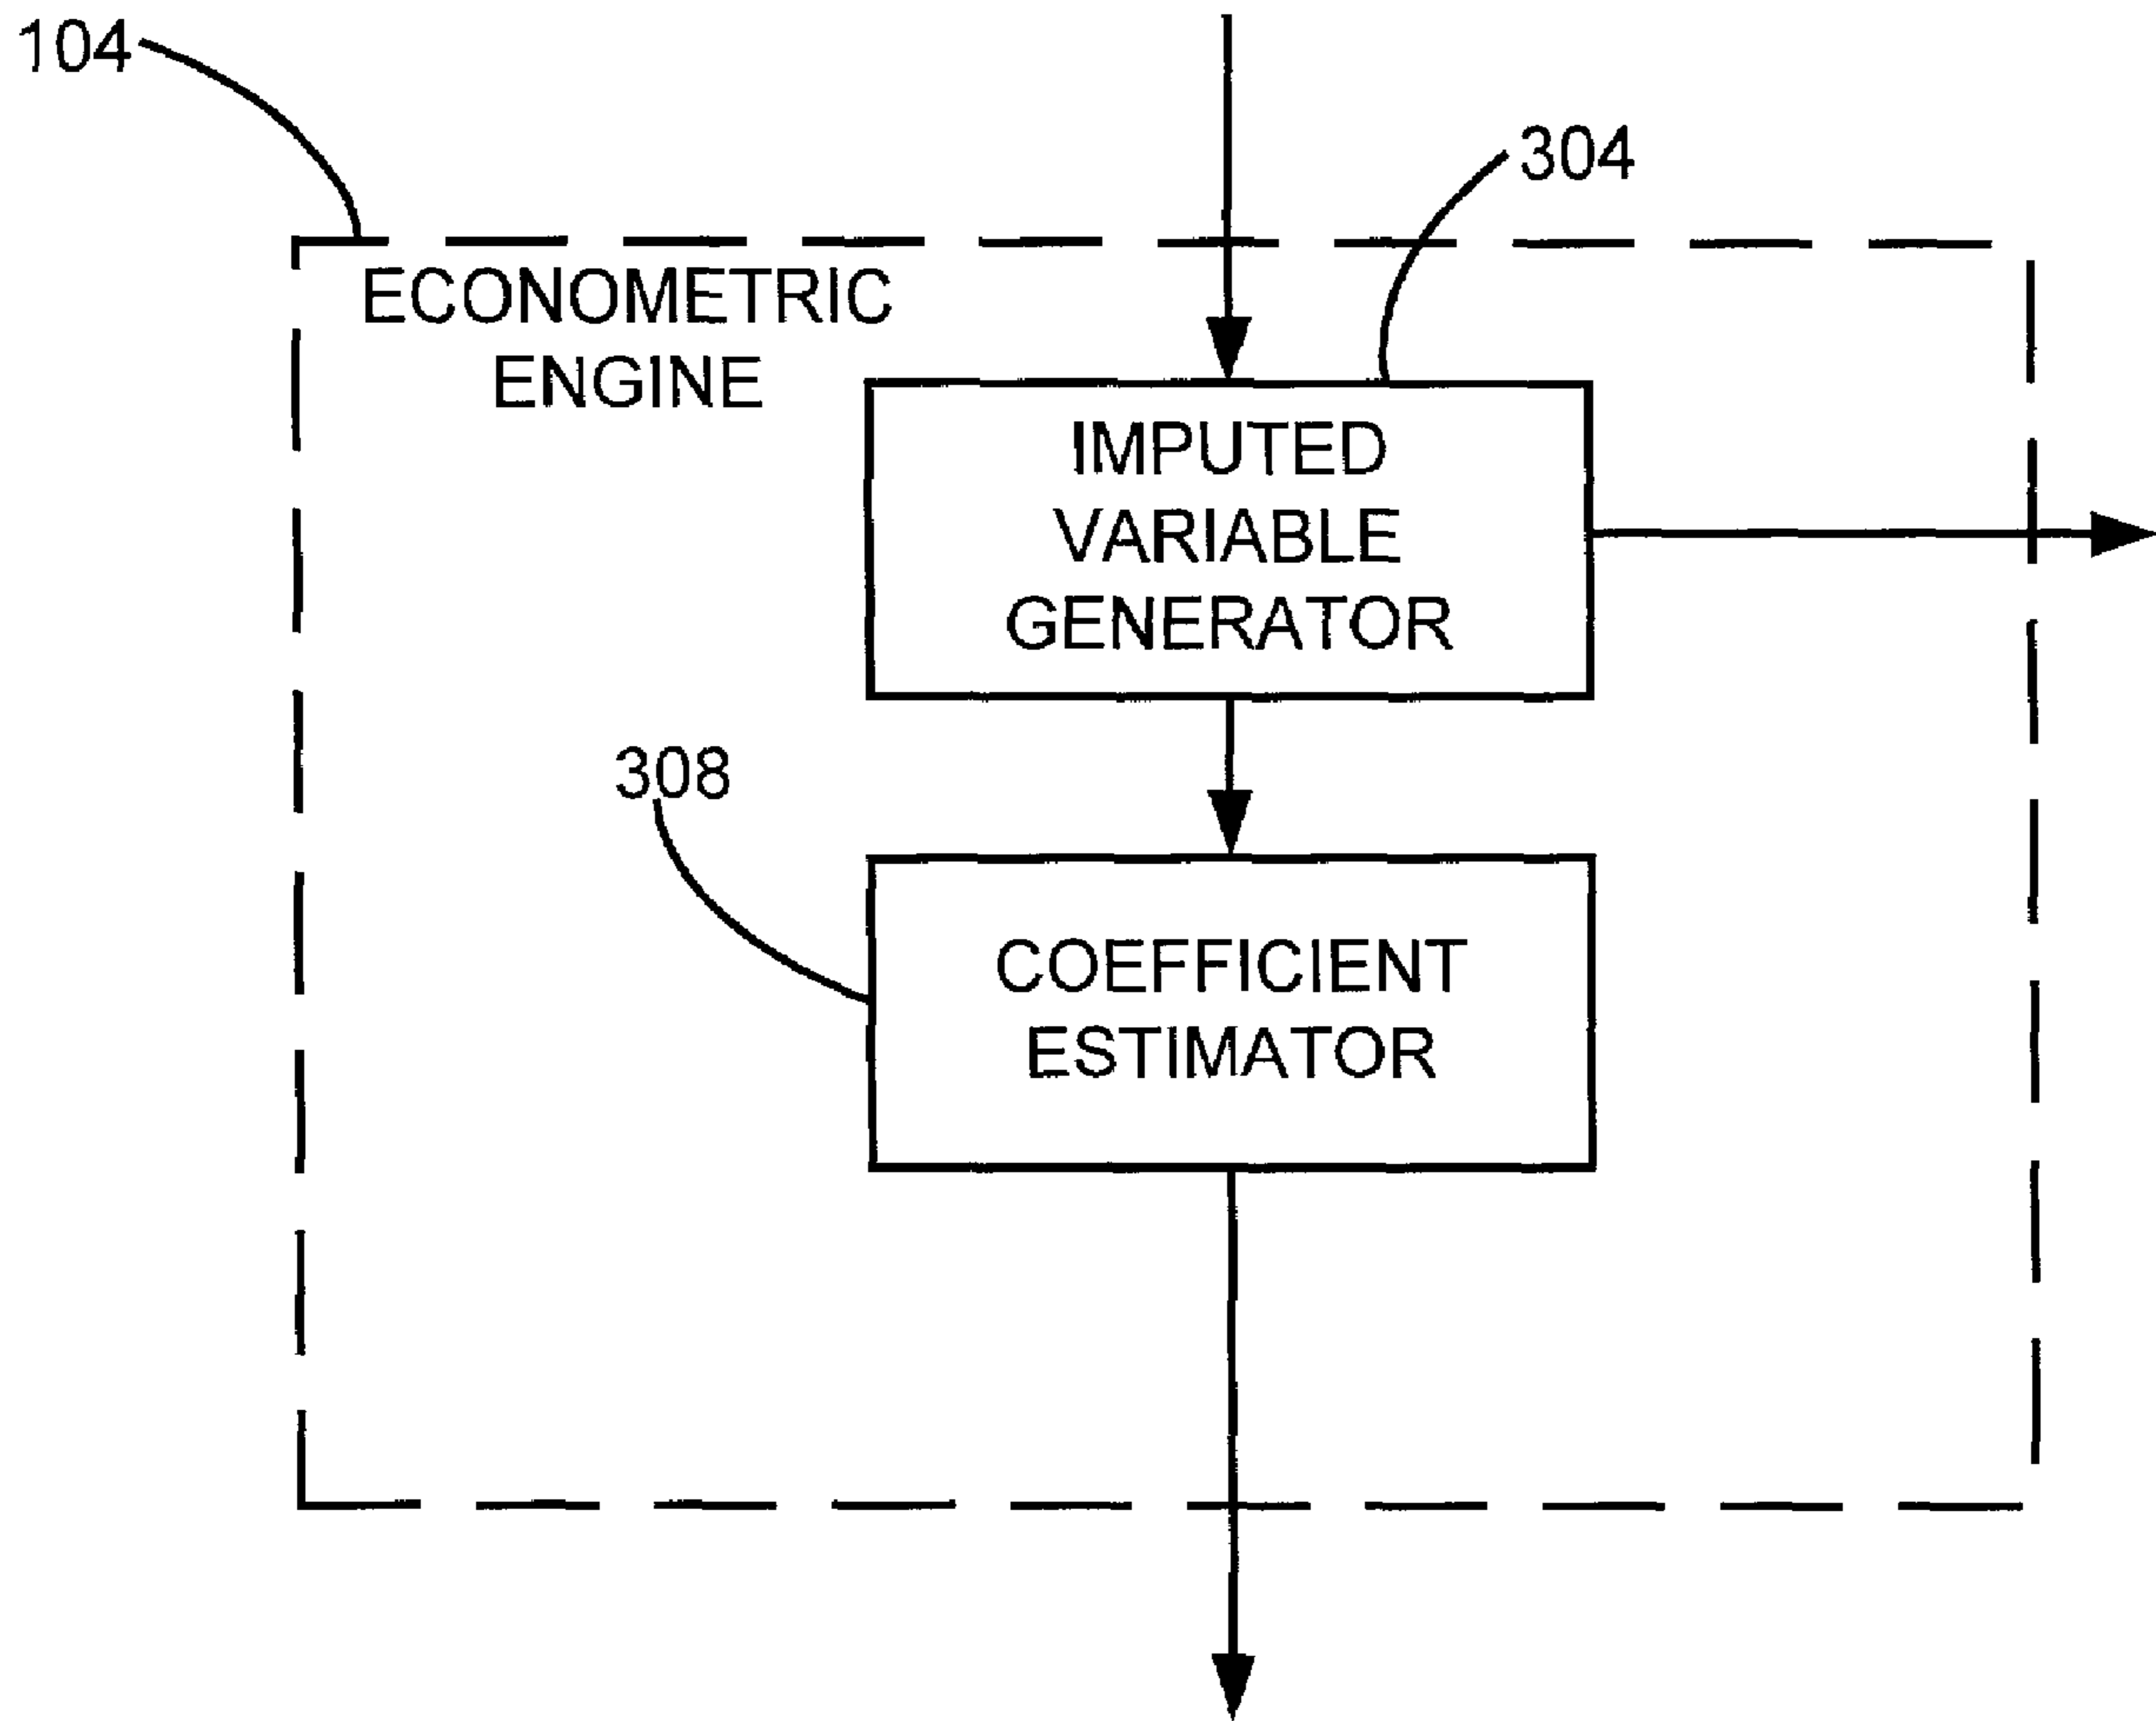 104
304
ECONOMETRIC
ENGINE
IMPUTED
VARIABLE
GENERATOR
308
COEFFICIENT
ESTIMATOR